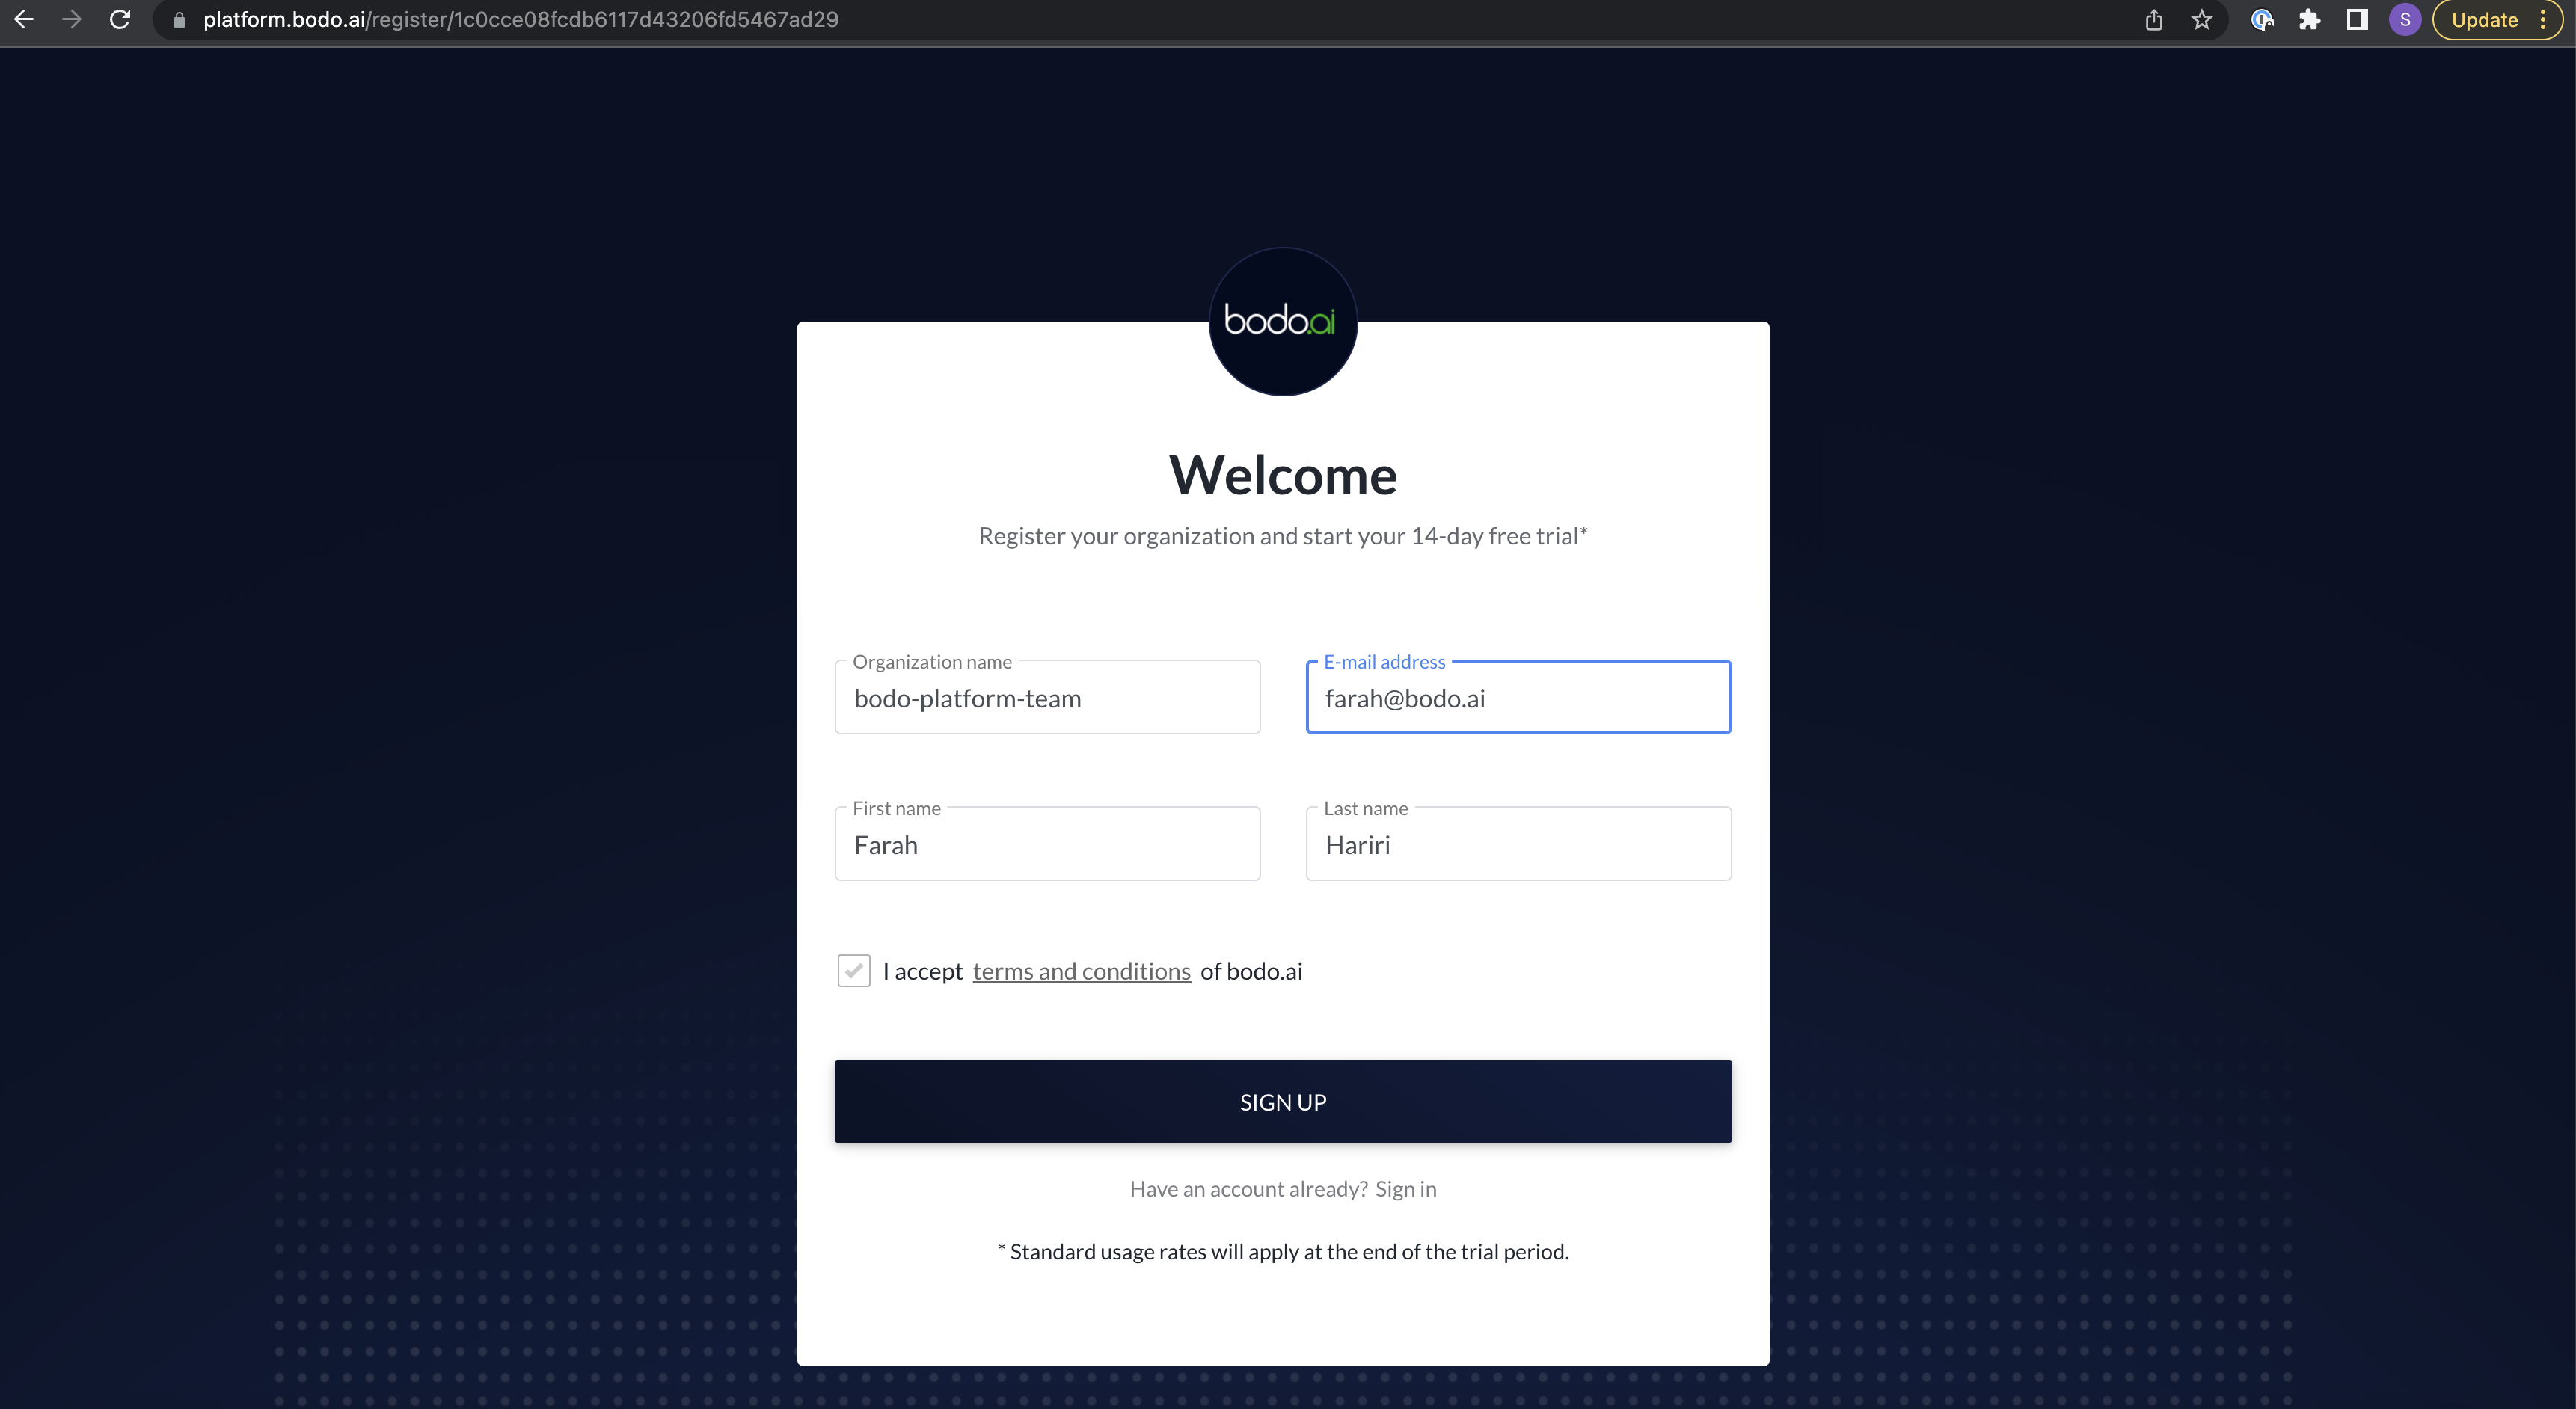 platform.bodo.ai/register/1c0cce08fcdb6117d43206fd5467ad29
S
Update
bodo.ai
Welcome
Register your organization and start your 14-day free trial*
Organization name
bodo-platform-team
E-mail address
farah@bodo.ai
First name
Farah
Last name
Hariri
I accept terms and conditions of bodo.ai
SIGN UP
Have an account already? Sign in
* Standard usage rates will apply at the end of the trial period.